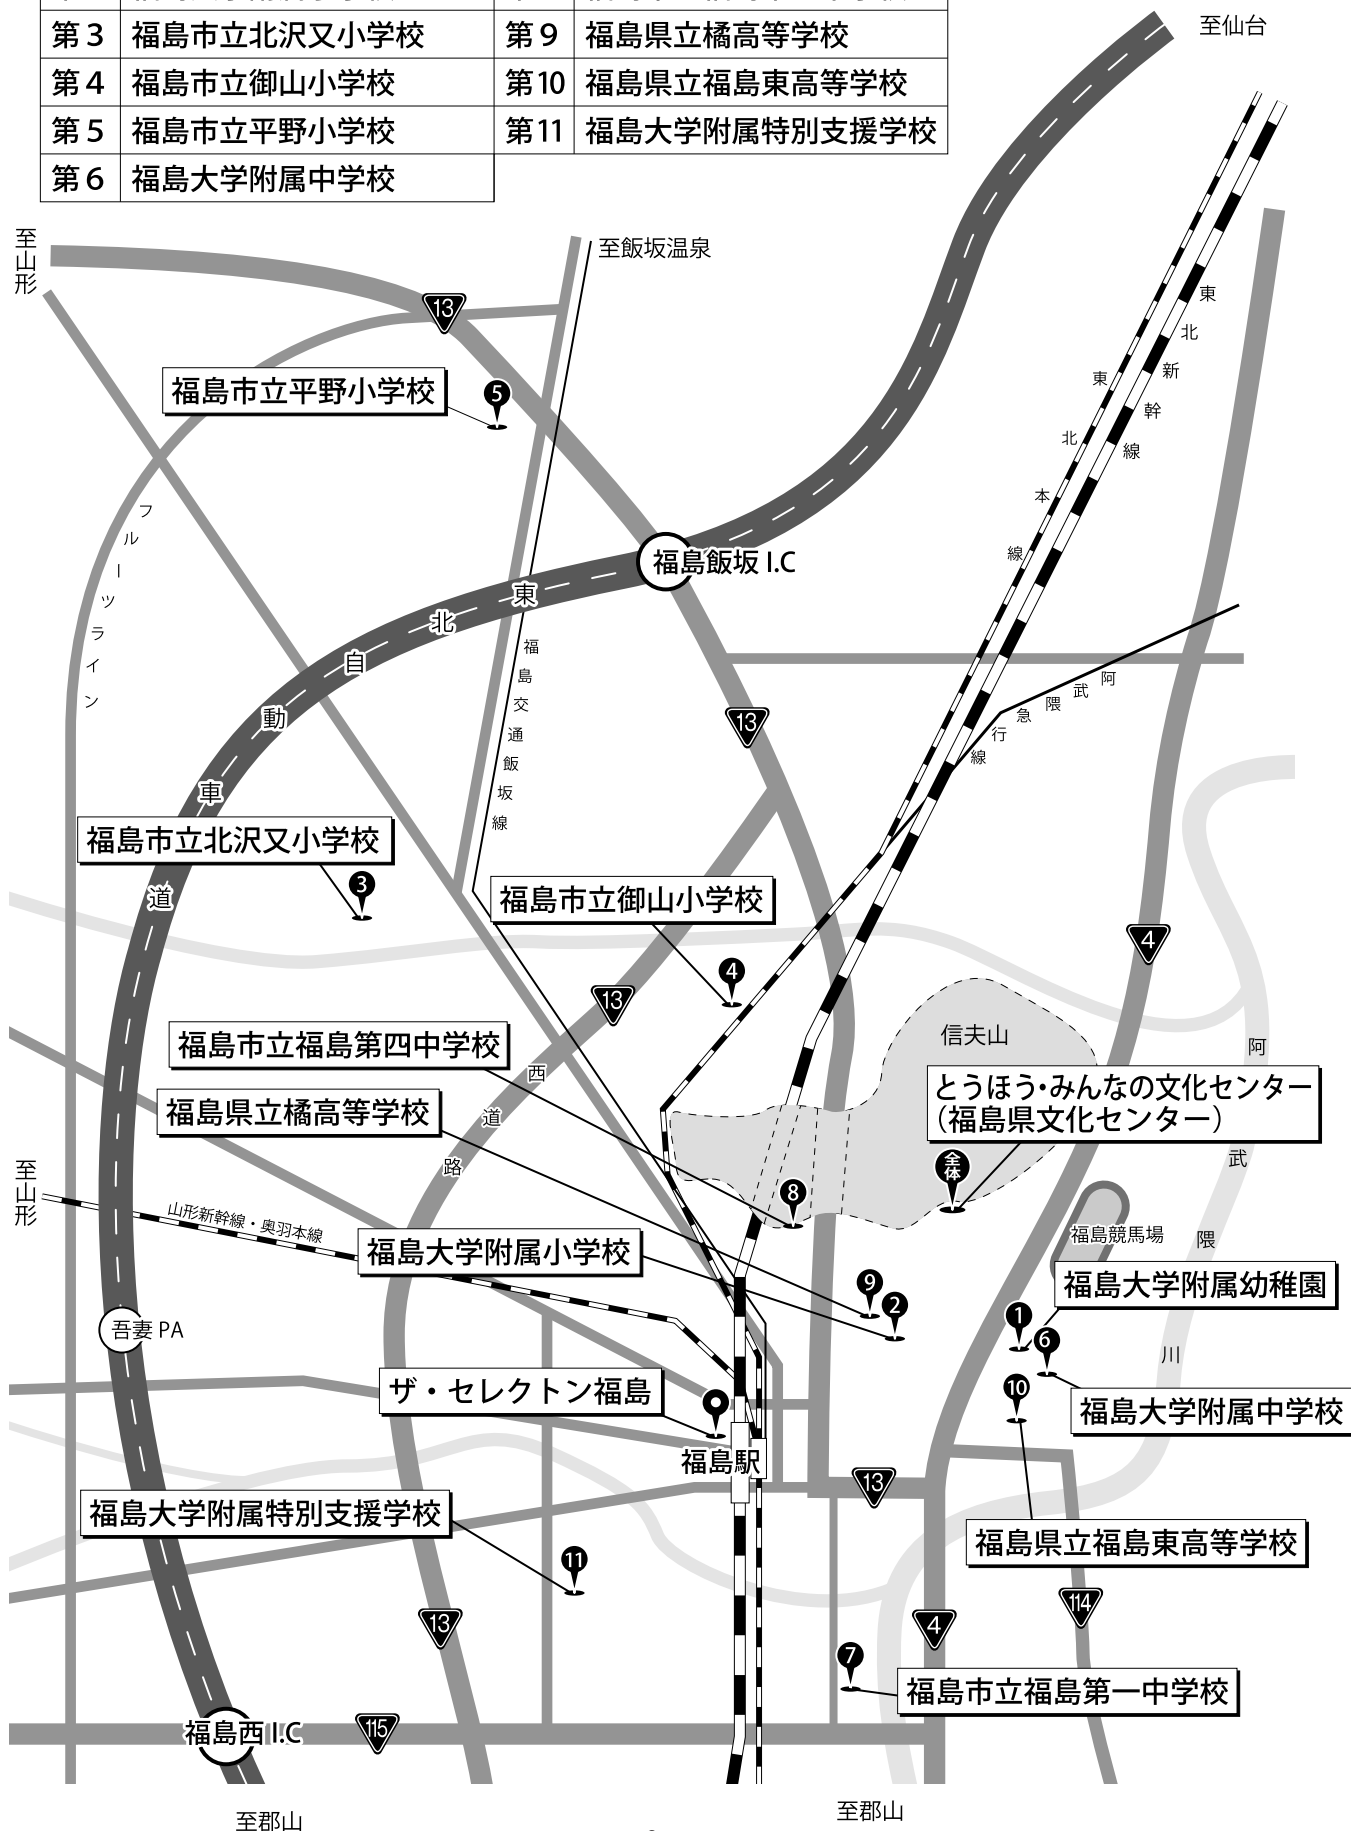 第3 福島市立北沢又小学校 第9 福島県立橘高等学校
第4 福島市立御山小学校 第10 福島県立福島東高等学校
第5 福島市立平野小学校 第11 福島大学附属特別支援学校
第6 福島大学附属中学校
至仙台
至山形
至飯坂温泉
13
東北新幹線
東北本線
福島市立平野小学校
5
フルーツライン
福島飯坂 I.C
東北自動車道
福島交通飯坂線
阿武隈急行線
13
福島市立北沢又小学校
3
福島市立御山小学校
4
4
13
信夫山
福島市立福島第四中学校
西道路
とうほう・みんなの文化センター
（福島県文化センター）
福島県立橘高等学校
阿武隈川
全体
至山形
8
山形新幹線・奥羽本線
福島競馬場
福島大学附属小学校
福島大学附属幼稚園
9
2
1
6
吾妻 PA
ザ・セレクトン福島
10
福島大学附属中学校
福島駅
13
福島大学附属特別支援学校
福島県立福島東高等学校
11
13
4
114
7
福島市立福島第一中学校
福島西 I.C
115
至郡山
至郡山